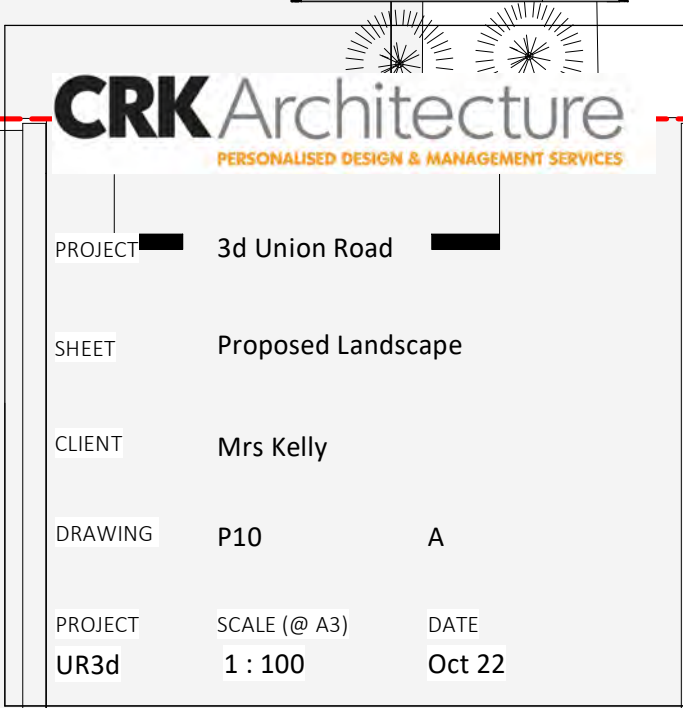 CRK Architecture
PERSONALISED DESIGN & MANAGEMENT SERVICES
PROJECT 3d Union Road
SHEET Proposed Landscape
CLIENT Mrs Kelly
DRAWING P10 A
PROJECT SCALE (@ A3) DATE
UR3d 1 : 100 Oct 22